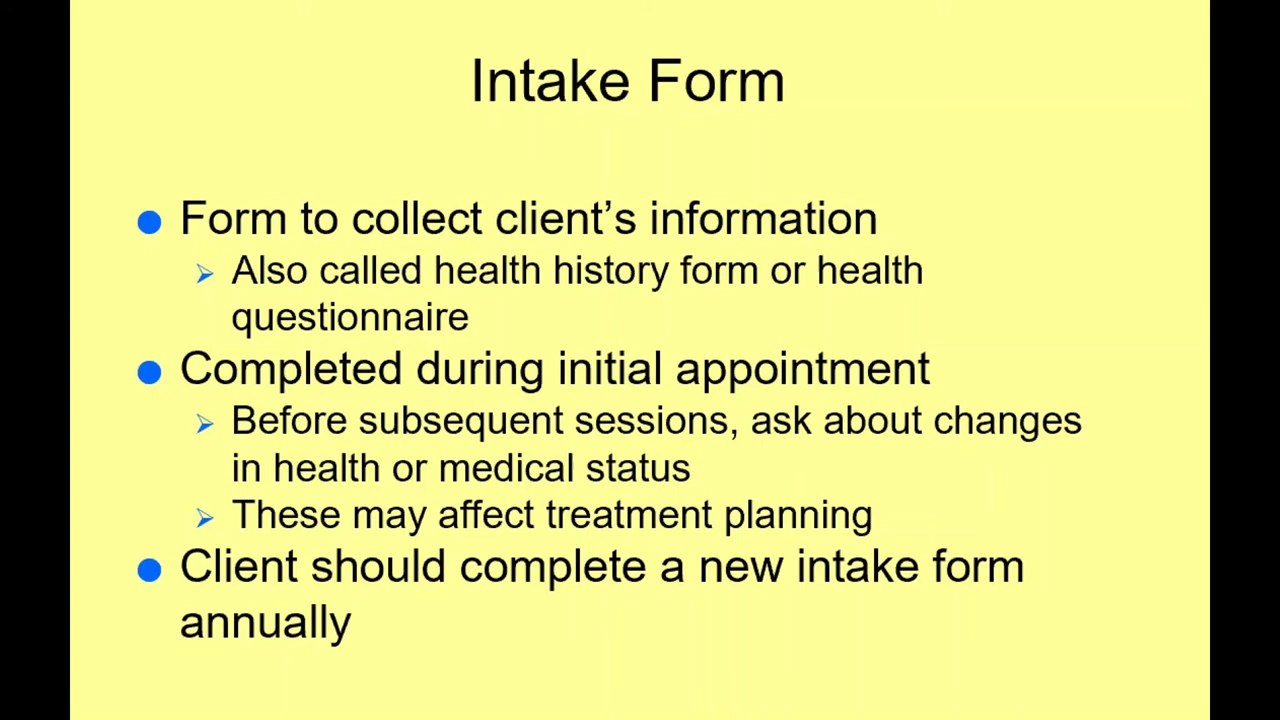 Intake Form
Form to collect client’s information
Also called health history form or health
questionnaire
Completed during initial appointment
Before subsequent sessions, ask about changes
in health or medical status
These may affect treatment planning
Client should complete a new intake form
annually